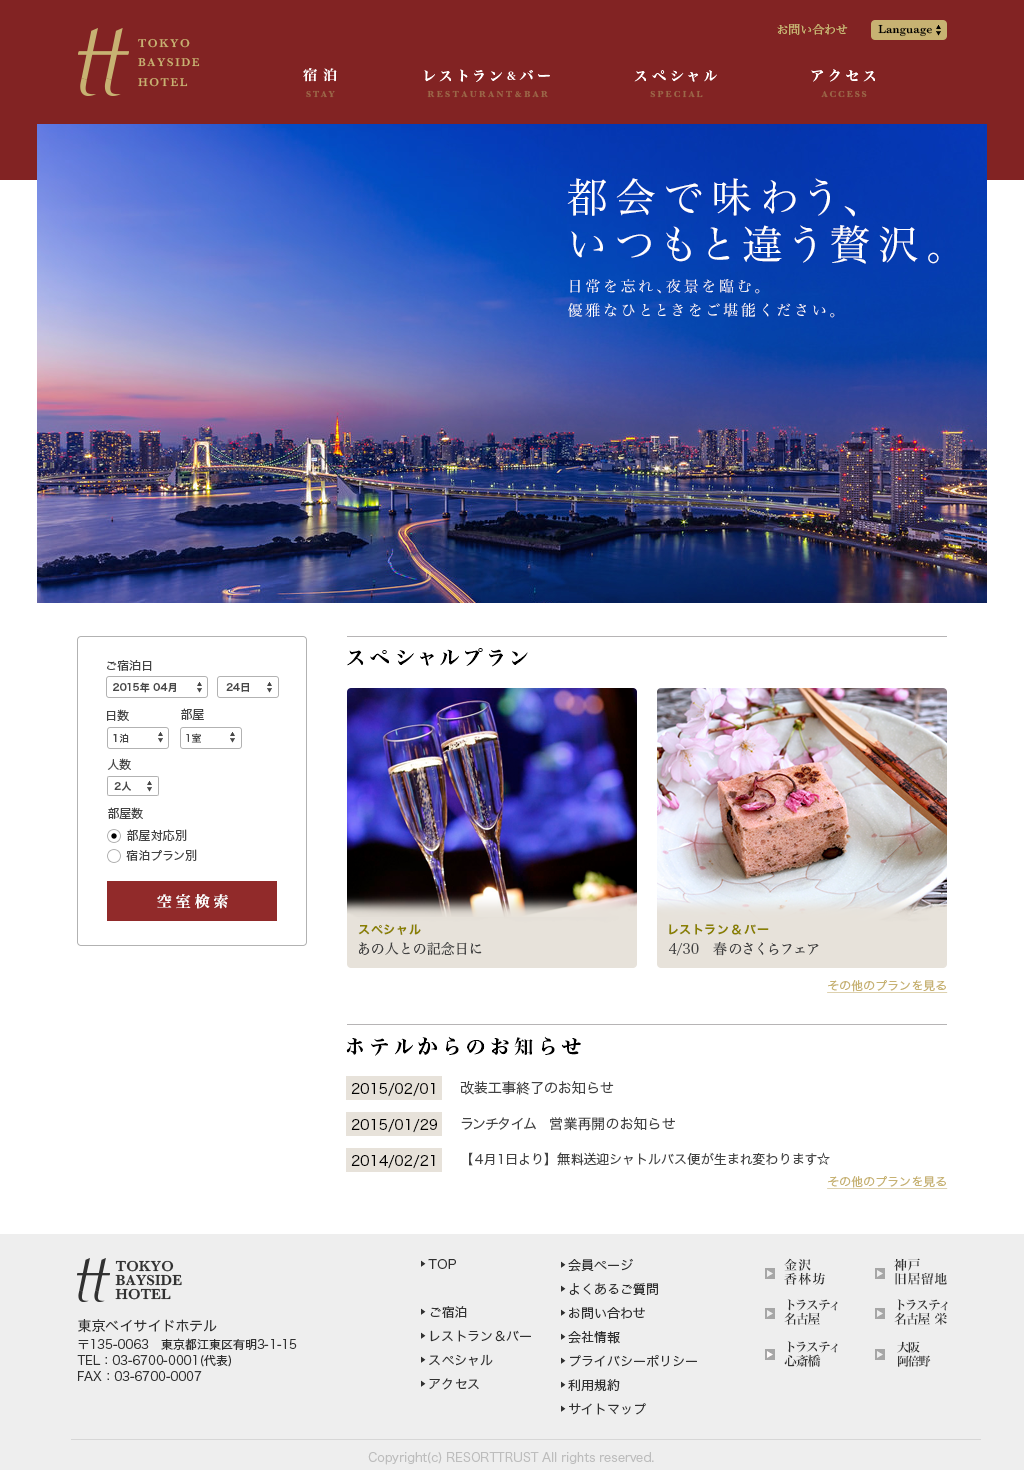 TOKYO
BAYSIDE
HOTEL
お問い合わせ
Language
宿泊
STAY
レストラン&バー
RESTAURANT&BAR
スペシャル
SPECIAL
アクセス
ACCESS
都会で味わう、
いつもと違う贅沢。
日常を忘れ、夜景を臨む。
優雅なひとときをご堪能ください。
ご宿泊日
2015年 04月
24日
日数
部屋
1泊
1室
人数
2人
部屋数
部屋対応別
宿泊プラン別
空室検索
スペシャルプラン
スペシャル
あの人との記念日に
レストラン＆バー
4/30　春のさくらフェア
その他のプランを見る
ホテルからのお知らせ
2015/02/01 改装工事終了のお知らせ
2015/01/29 ランチタイム　営業再開のお知らせ
2014/02/21 【4月1日より】無料送迎シャトルバス便が生まれ変わります☆
その他のプランを見る
TOKYO
BAYSIDE
HOTEL
東京ベイサイドホテル
〒135-0063　東京都江東区有明3-1-15
TEL：03-6700-0001(代表)
FAX：03-6700-0007
TOP
ご宿泊
レストラン＆バー
スペシャル
アクセス
会員ページ
よくあるご質問
お問い合わせ
会社情報
プライバシーポリシー
利用規約
サイトマップ
金沢
香林坊
神戸
旧居留地
トラスティ
名古屋
トラスティ
名古屋 栄
トラスティ
心斎橋
大阪
阿倍野
Copyright(c) RESORTTRUST All rights reserved.